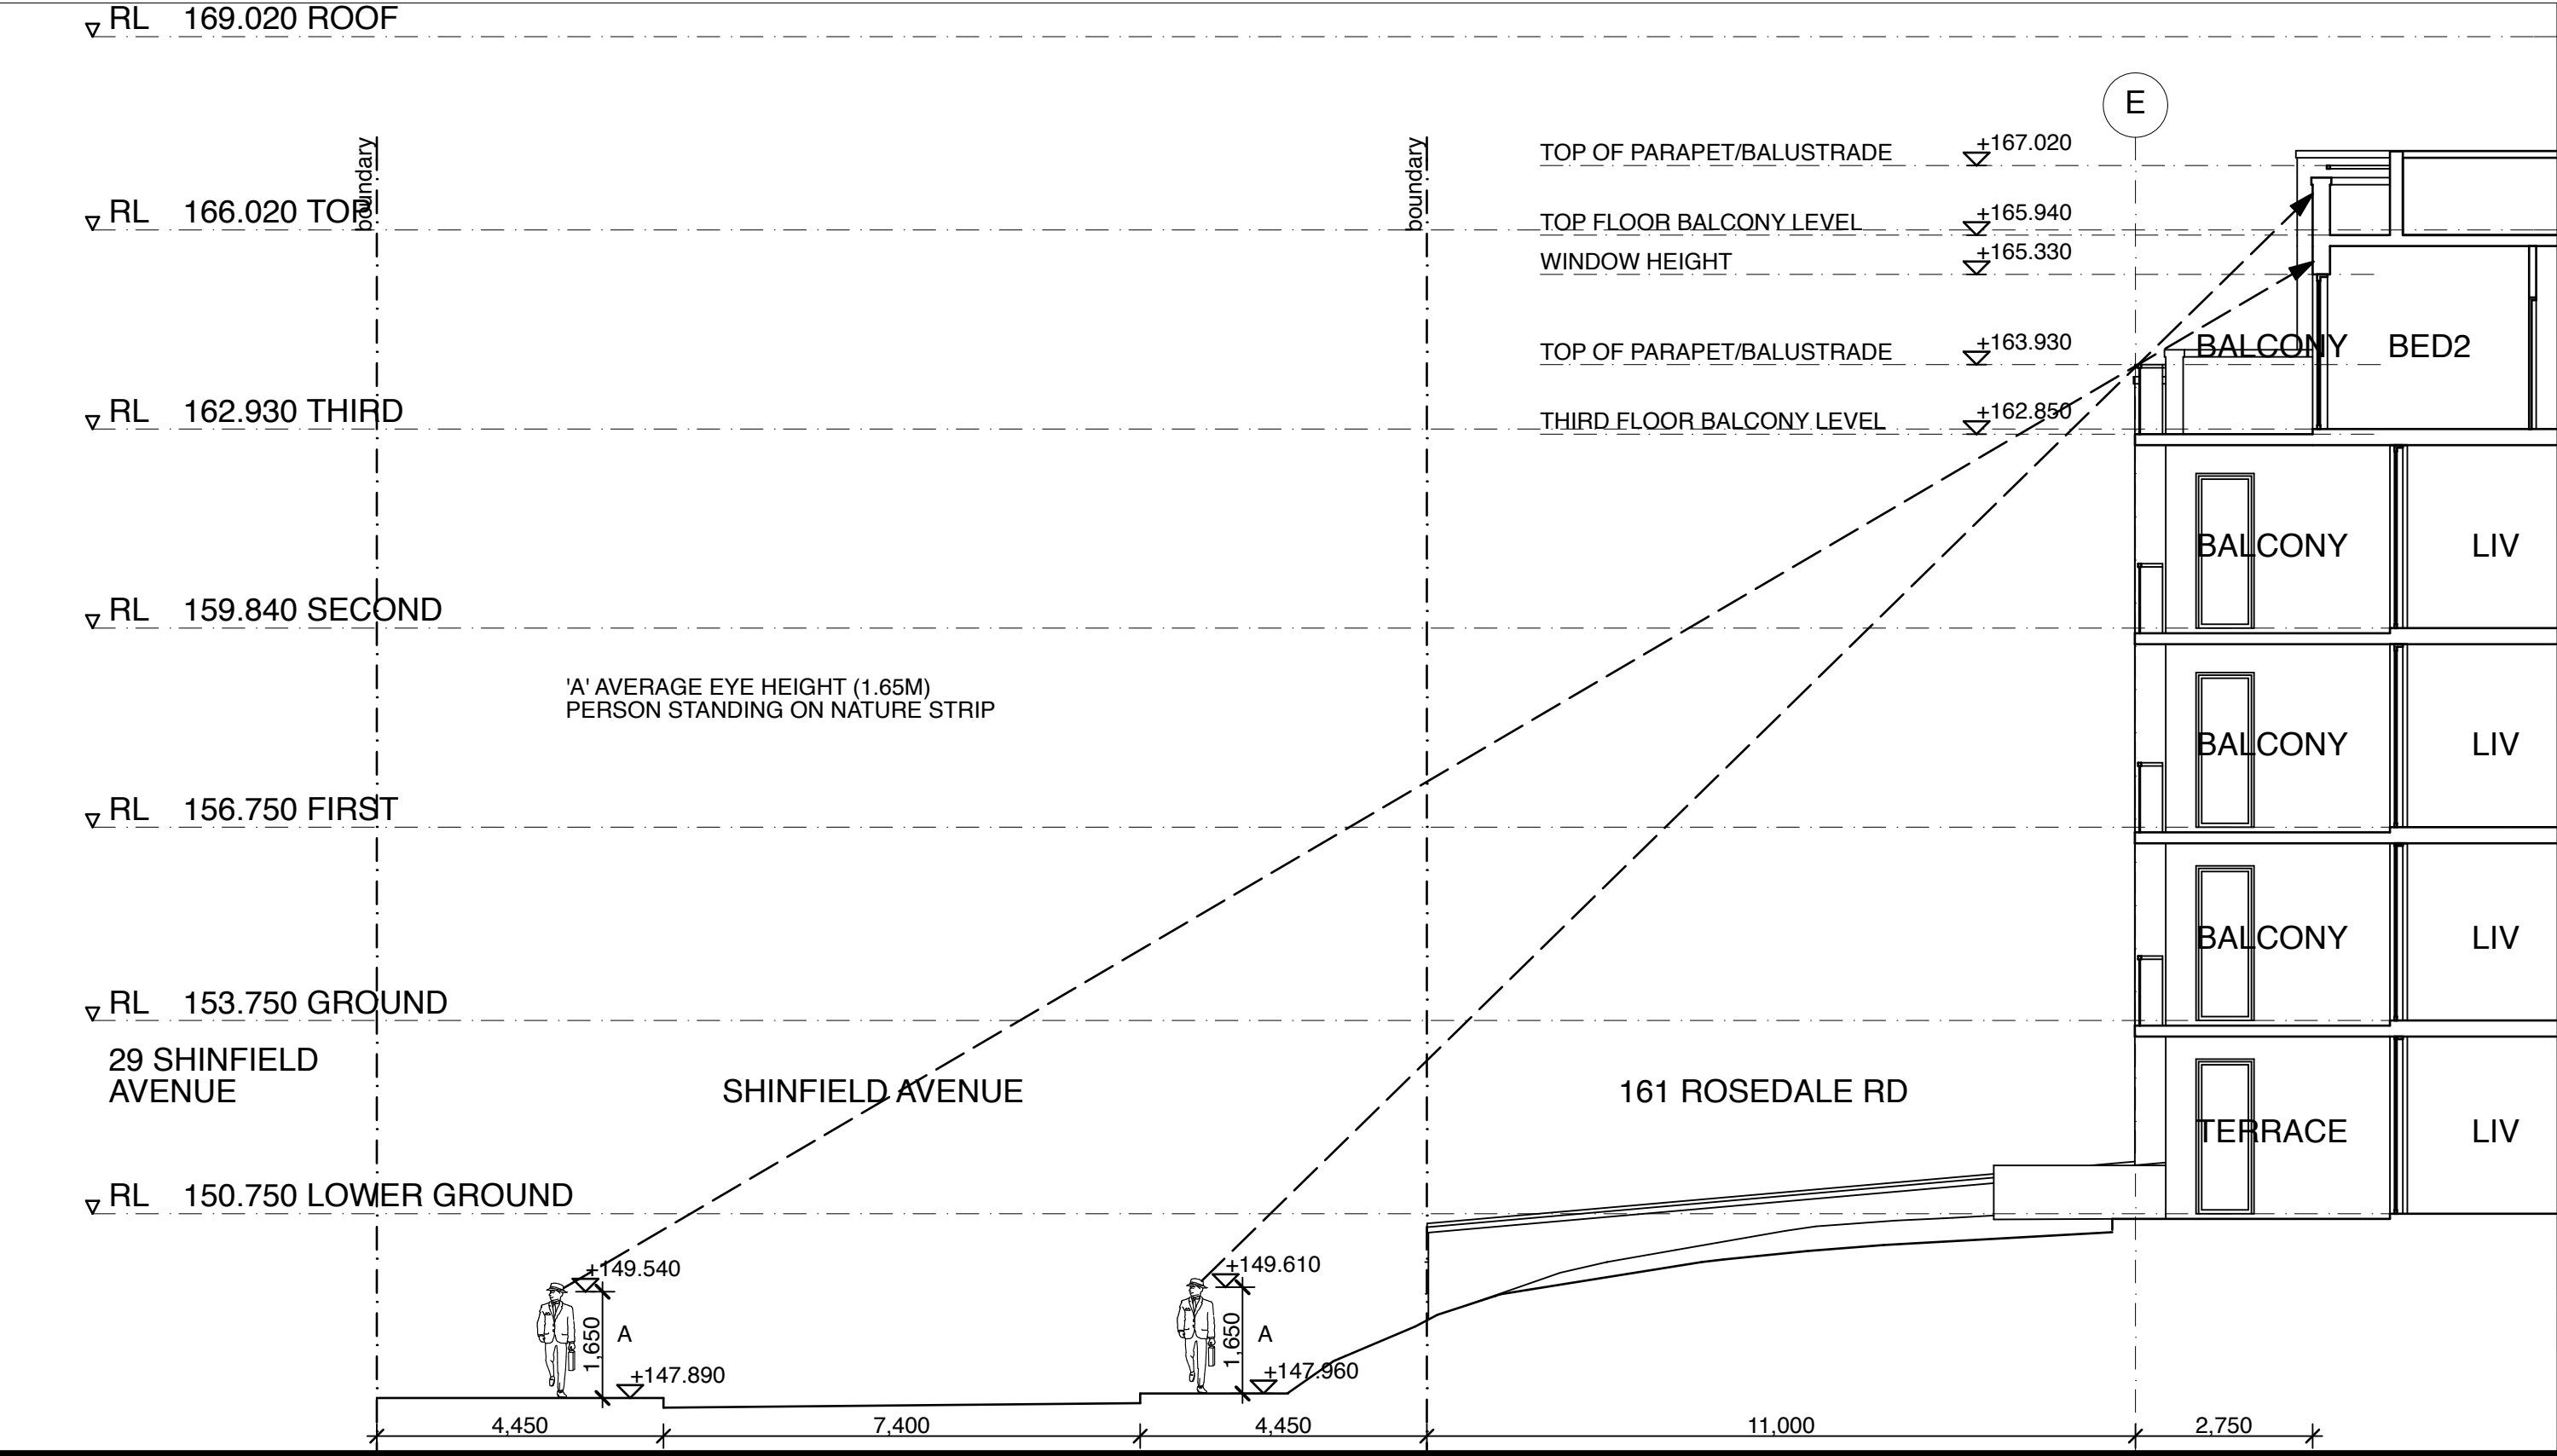 RL 169.020 ROOF
E
boundary
boundary
TOP OF PARAPET/BALUSTRADE +167.020
RL 166.020 TOP
TOP FLOOR BALCONY LEVEL +165.940
WINDOW HEIGHT +165.330
TOP OF PARAPET/BALUSTRADE +163.930
BALCONY BED2
RL 162.930 THIRD
THIRD FLOOR BALCONY LEVEL +162.850
BALCONY LIV
RL 159.840 SECOND
'A' AVERAGE EYE HEIGHT (1.65M)
PERSON STANDING ON NATURE STRIP
BALCONY LIV
RL 156.750 FIRST
BALCONY LIV
RL 153.750 GROUND
29 SHINFIELD
AVENUE
SHINFIELD AVENUE
161 ROSEDALE RD
TERRACE LIV
RL 150.750 LOWER GROUND
+149.540
+149.610
1,650 A
1,650 A
+147.890
+147.960
4,450 7,400 4,450 11,000 2,750